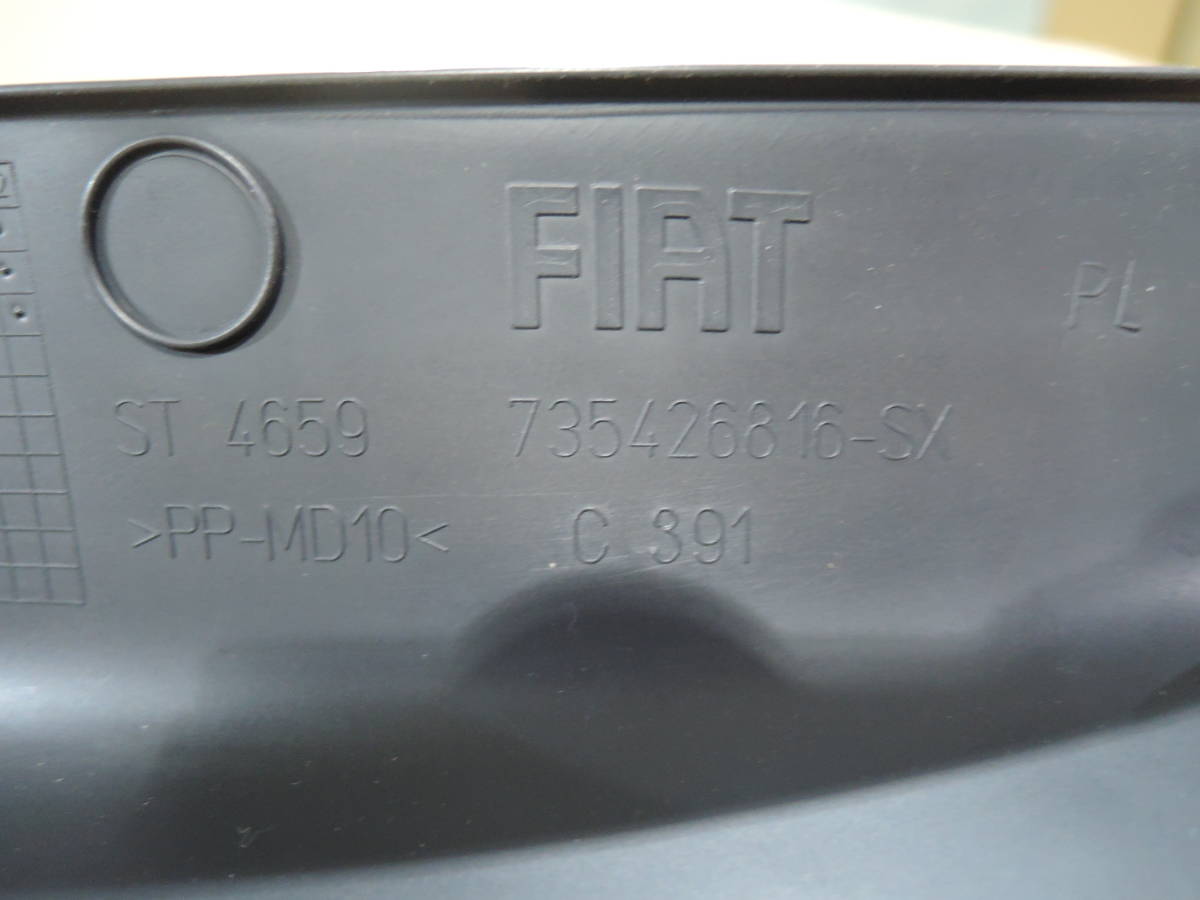 FIAT
PL
ST 4659 735426816-SX
>PP-MD10< C 391